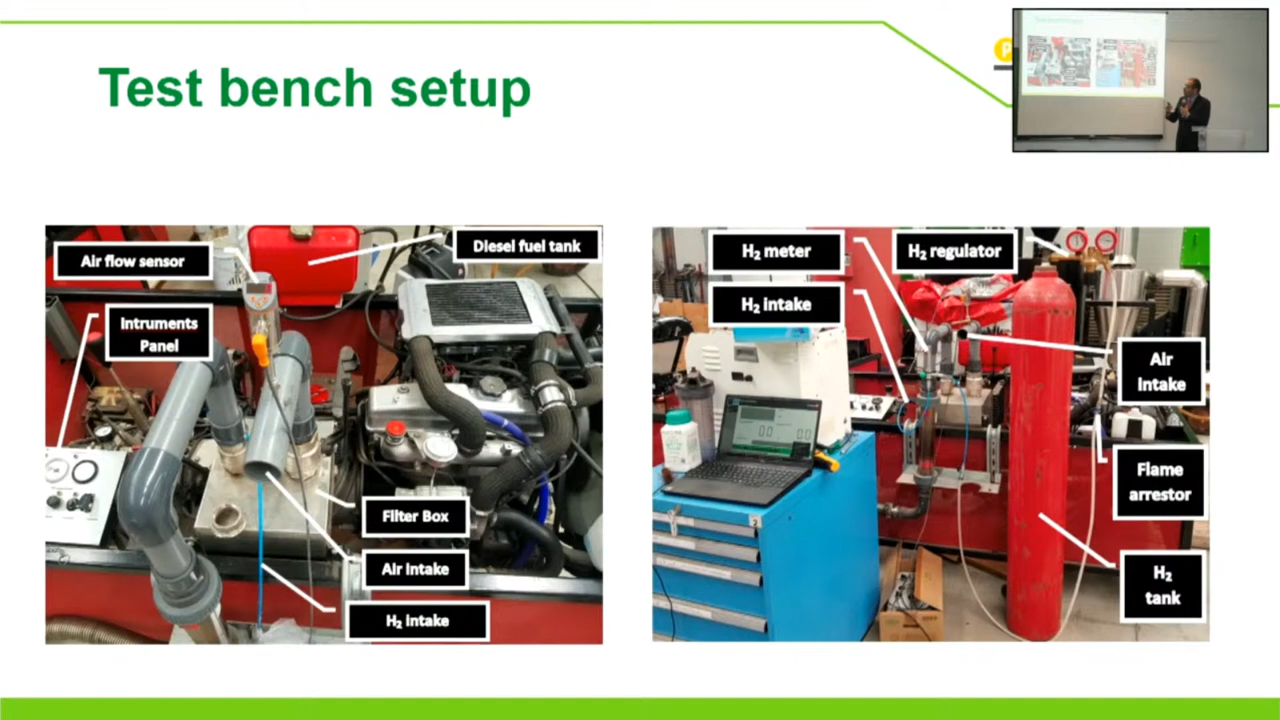 Test bench setup
Air flow sensor
Diesel fuel tank
Intruments
Panel
Filter Box
Air intake
H₂ intake
H₂ meter
H₂ regulator
H₂ intake
Air
intake
Flame
arrestor
H₂
tank